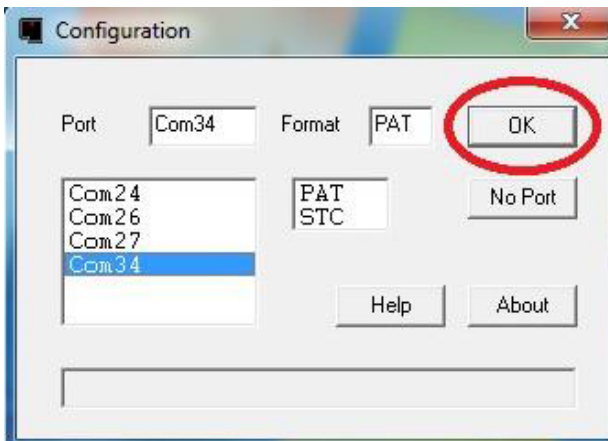 Configuration
Port Com34 Format PAT OK
Com24 PAT No Port
Com26 STC
Com27
Com34
Help About